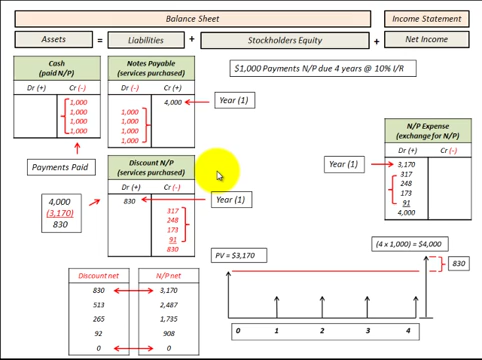 Balance Sheet
Income Statement
Assets
=
Liabilities
+
Stockholders Equity
+
Net Income
Cash
(paid N/P)
Dr (+) Cr (-)
1,000
1,000
1,000
1,000
Notes Payable
(services purchased)
Dr (-) Cr (+)
4,000
1,000
1,000
1,000
1,000
Year (1)
$1,000 Payments N/P due 4 years @ 10% I/R
N/P Expense
(exchange for N/P)
Dr (+) Cr (-)
Year (1)
3,170
317
248
173
91
4,000
Payments Paid
Discount N/P
(services purchased)
Dr (+) Cr (-)
830
Year (1)
317
248
173
91
830
4,000
(3,170)
830
PV = $3,170
(4 x 1,000) = $4,000
830
0 1 2 3 4
Discount net N/P net
830 3,170
513 2,487
265 1,735
92 908
0 0